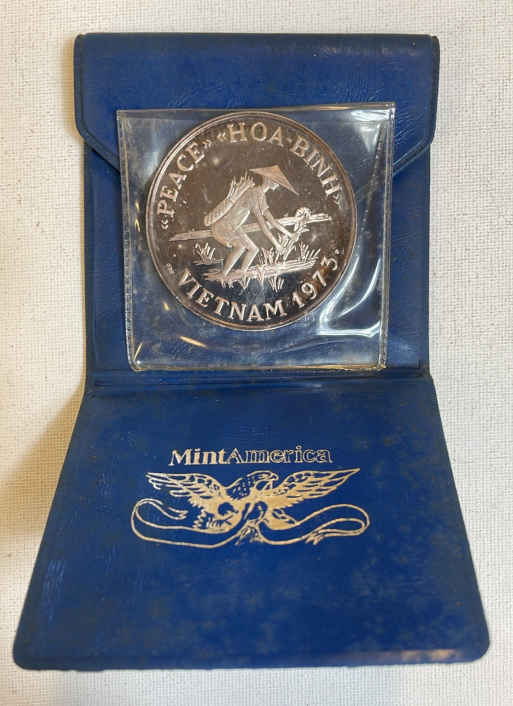 «PEACE» «HOA-BINH»
VIETNAM 1973.
MintAmerica